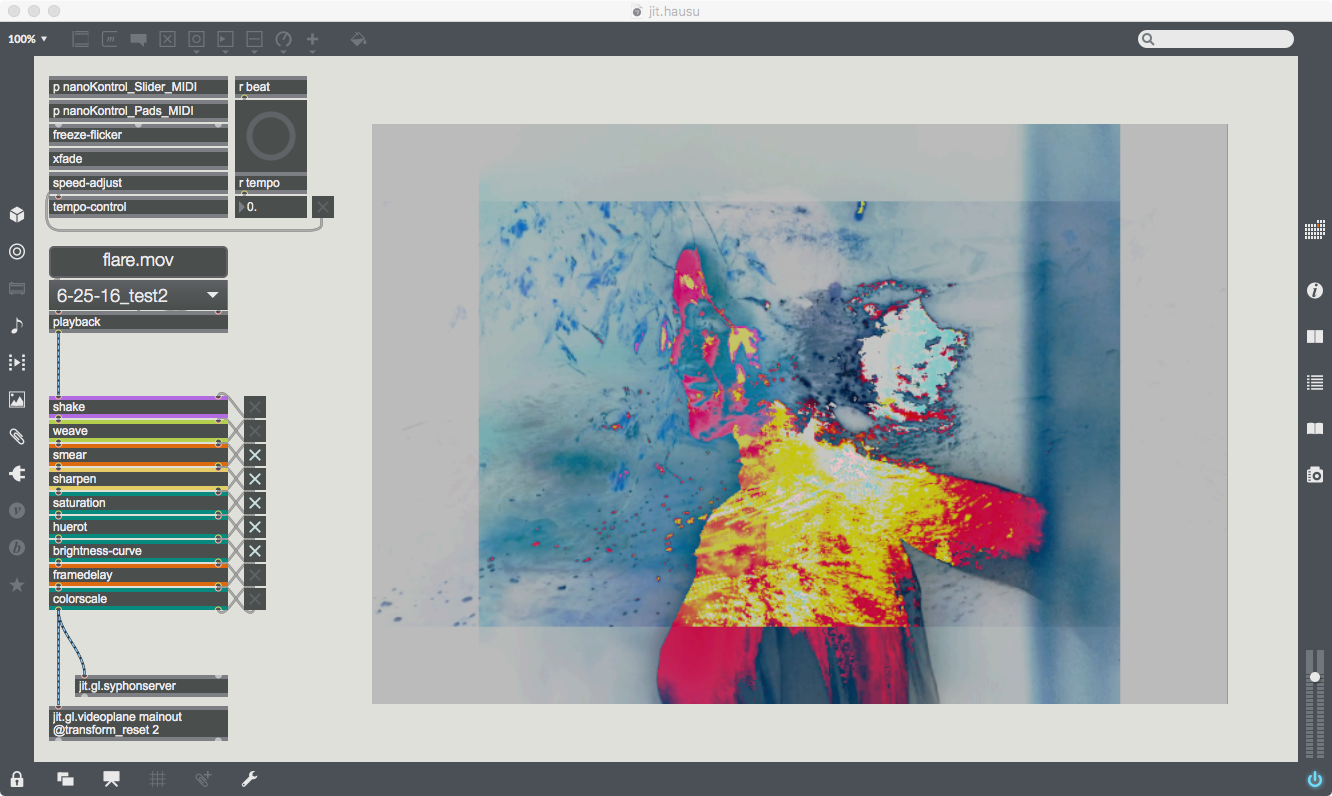 jit.hausu
100%
p nanoKontrol_Slider_MIDI
r beat
p nanoKontrol_Pads_MIDI
freeze-flicker
xfade
speed-adjust
r tempo
tempo-control
0.
flare.mov
6-25-16_test2
playback
shake
weave
smear
sharpen
saturation
huerot
brightness-curve
framedelay
colorscale
jit.gl.syphonserver
jit.gl.videoplane mainout
@transform_reset 2